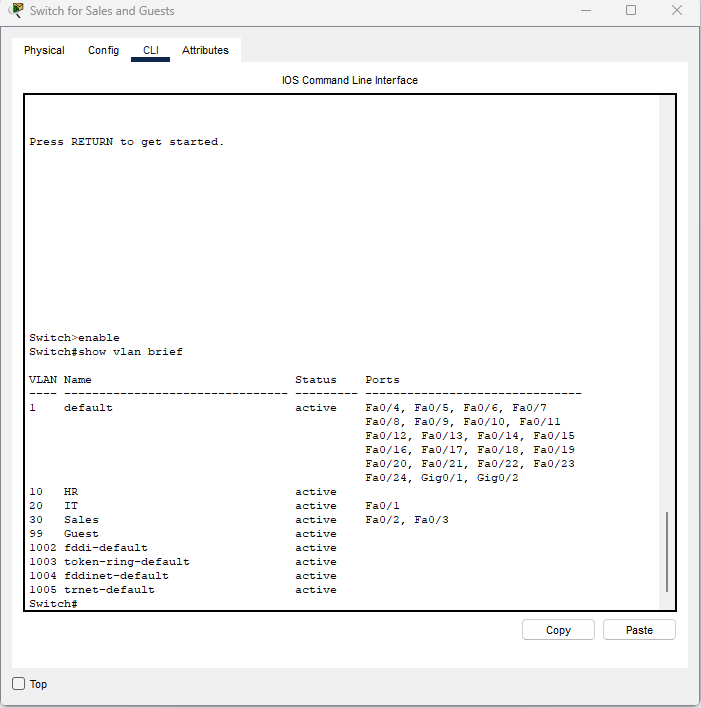 Switch for Sales and Guests
Physical Config CLI Attributes
IOS Command Line Interface
Press RETURN to get started.
Switch>enable
Switch#show vlan brief
VLAN Name                             Status    Ports
---- -------------------------------- --------- -------------------------------
1    default                          active    Fa0/4, Fa0/5, Fa0/6, Fa0/7
                                                Fa0/8, Fa0/9, Fa0/10, Fa0/11
                                                Fa0/12, Fa0/13, Fa0/14, Fa0/15
                                                Fa0/16, Fa0/17, Fa0/18, Fa0/19
                                                Fa0/20, Fa0/21, Fa0/22, Fa0/23
                                                Fa0/24, Gig0/1, Gig0/2
10   HR                               active
20   IT                               active    Fa0/1
30   Sales                            active    Fa0/2, Fa0/3
99   Guest                            active
1002 fddi-default                     active
1003 token-ring-default               active
1004 fddinet-default                  active
1005 trnet-default                    active
Switch#
Copy Paste
Top